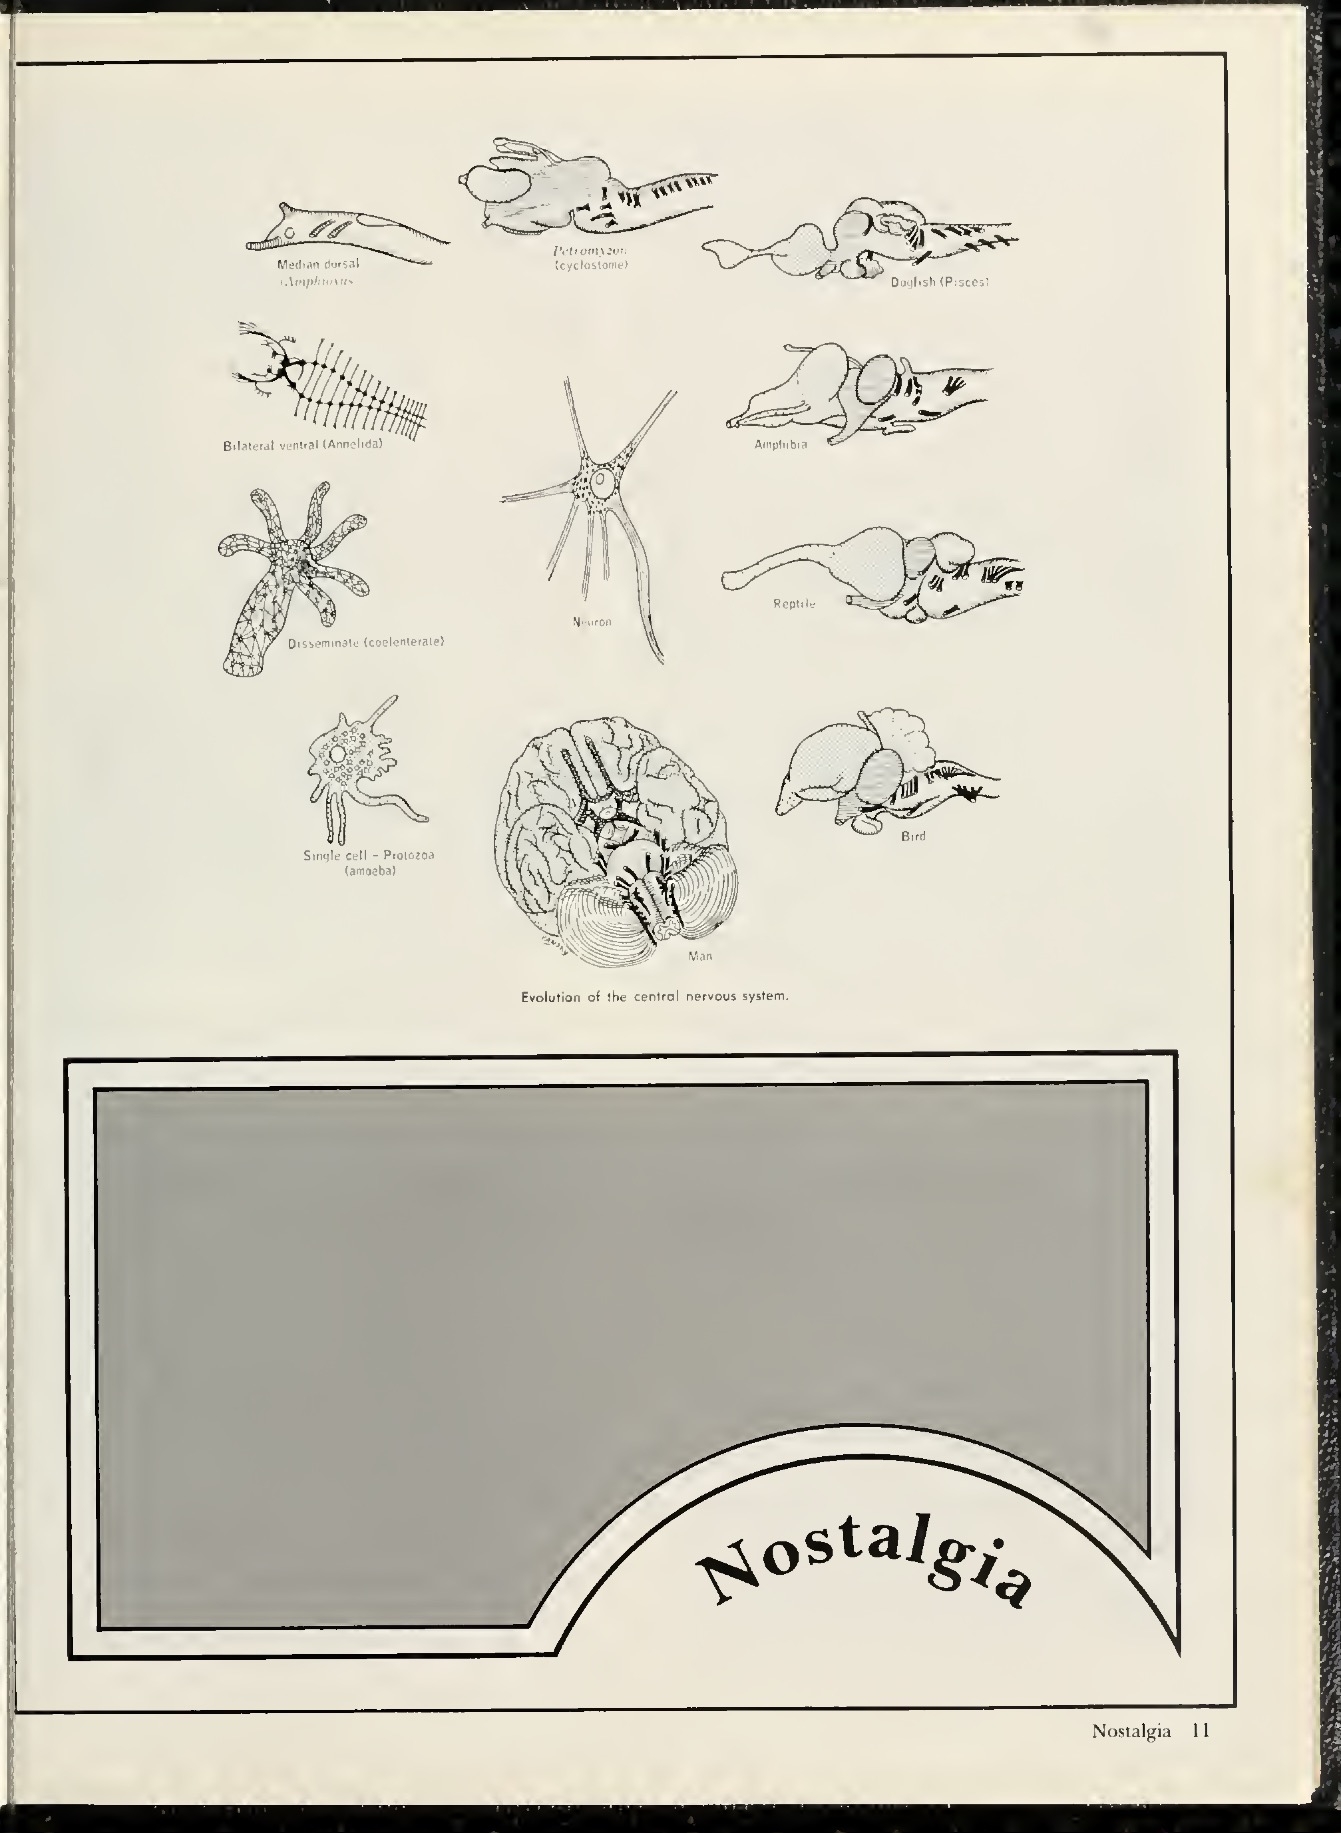 Petromyzon
(cyclostome)
Median dorsal
(Amphioxus
Dogfish (Pisces)
Bilateral ventral (Annelida)
Amphibia
Neuron
Reptile
Disseminate (coelenterate)
Single cell – Protozoa
(amoeba)
Bird
PANSKY
Man
Evolution of the central nervous system.
Nostalgia
Nostalgia 11